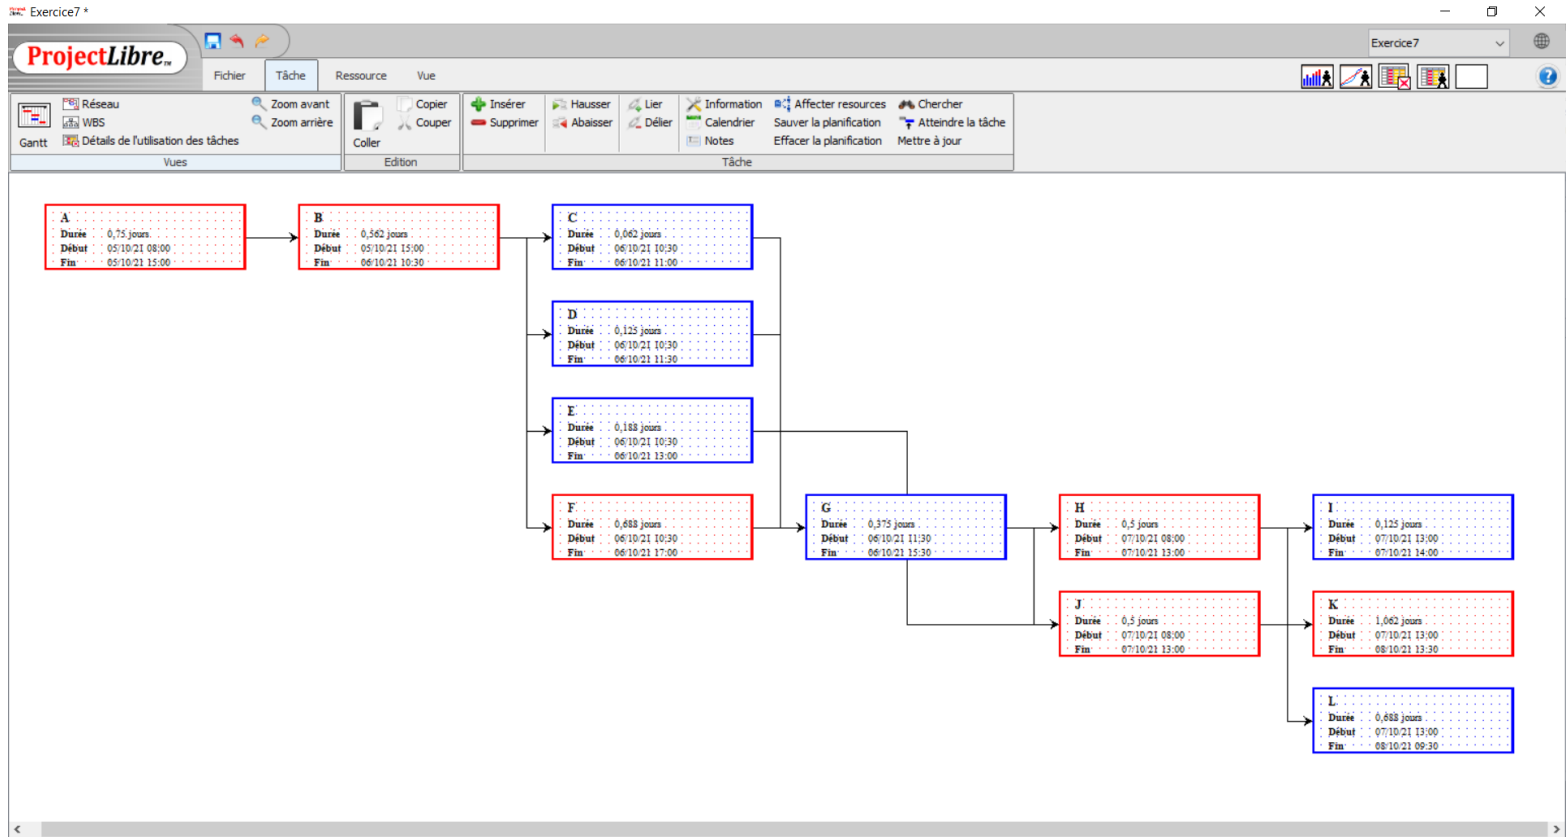 Exercice7 *
ProjectLibre™
Exercice7
Fichier Tâche Ressource Vue
Gantt
Réseau
WBS
Détails de l'utilisation des tâches
Zoom avant
Zoom arrière
Vues
Coller
Copier
Couper
Edition
Insérer
Supprimer
Hausser
Abaisser
Lier
Délier
Information
Calendrier
Notes
Affecter resources
Sauver la planification
Effacer la planification
Chercher
Atteindre la tâche
Mettre à jour
Tâche
A
Durée 0,75 jours
Début 05/10/21 08:00
Fin 05/10/21 15:00
B
Durée 0,562 jours
Début 05/10/21 15:00
Fin 06/10/21 10:30
C
Durée 0,062 jours
Début 06/10/21 10:30
Fin 06/10/21 11:00
D
Durée 0,125 jours
Début 06/10/21 10:30
Fin 06/10/21 11:30
E
Durée 0,188 jours
Début 06/10/21 10:30
Fin 06/10/21 13:00
F
Durée 0,688 jours
Début 06/10/21 10:30
Fin 06/10/21 17:00
G
Durée 0,375 jours
Début 06/10/21 11:30
Fin 06/10/21 15:30
H
Durée 0,5 jours
Début 07/10/21 08:00
Fin 07/10/21 13:00
I
Durée 0,125 jours
Début 07/10/21 13:00
Fin 07/10/21 14:00
J
Durée 0,5 jours
Début 07/10/21 08:00
Fin 07/10/21 13:00
K
Durée 1,062 jours
Début 07/10/21 13:00
Fin 08/10/21 13:30
L
Durée 0,688 jours
Début 07/10/21 13:00
Fin 08/10/21 09:30